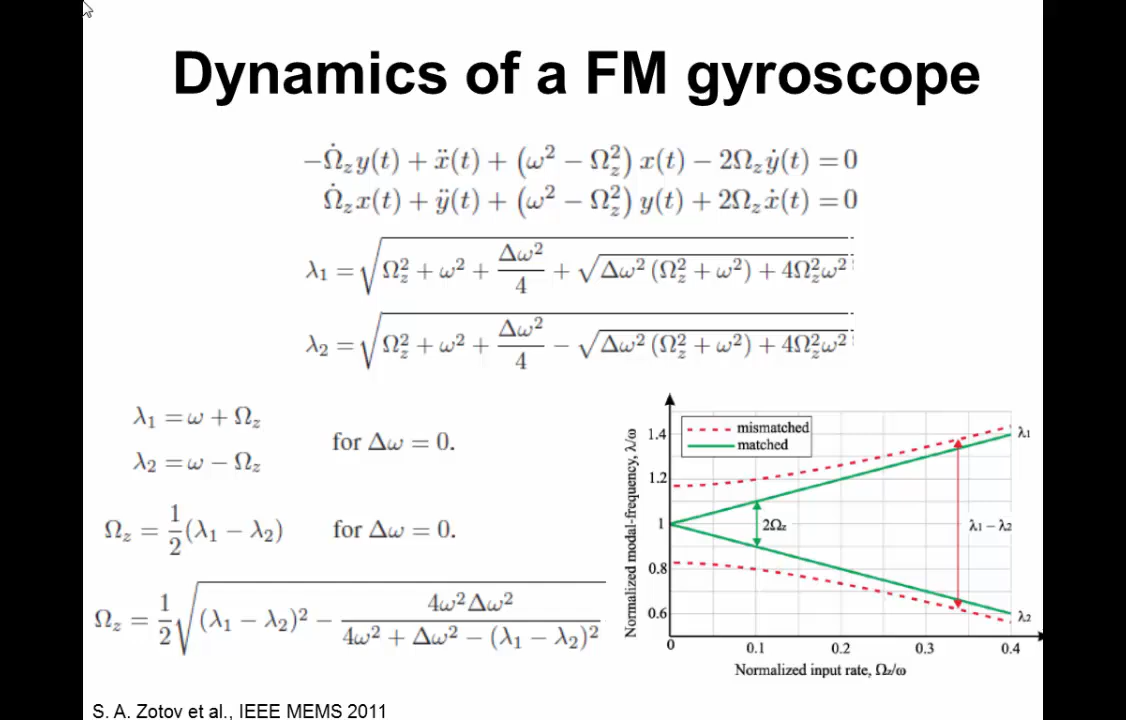 Dynamics of a FM gyroscope
−Ω̇_z y(t) + ẍ(t) + (ω² − Ω_z²) x(t) − 2Ω_z ẏ(t) = 0
Ω̇_z x(t) + ÿ(t) + (ω² − Ω_z²) y(t) + 2Ω_z ẋ(t) = 0
λ₁ = √(Ω_z² + ω² + Δω²/4 + √(Δω² (Ω_z² + ω²) + 4Ω_z²ω²))
λ₂ = √(Ω_z² + ω² + Δω²/4 − √(Δω² (Ω_z² + ω²) + 4Ω_z²ω²))
λ₁ = ω + Ω_z
λ₂ = ω − Ω_z
for Δω = 0.
Ω_z = 1/2 (λ₁ − λ₂) for Δω = 0.
Ω_z = 1/2 √((λ₁ − λ₂)² − 4ω²Δω² / (4ω² + Δω² − (λ₁ − λ₂)²))
Normalized modal-frequency, λ/ω
1.4
1.2
1
0.8
0.6
mismatched
matched
λ₁
2Ω_z
λ₁ − λ₂
λ₂
0 0.1 0.2 0.3 0.4
Normalized input rate, Ω_z/ω
S. A. Zotov et al., IEEE MEMS 2011